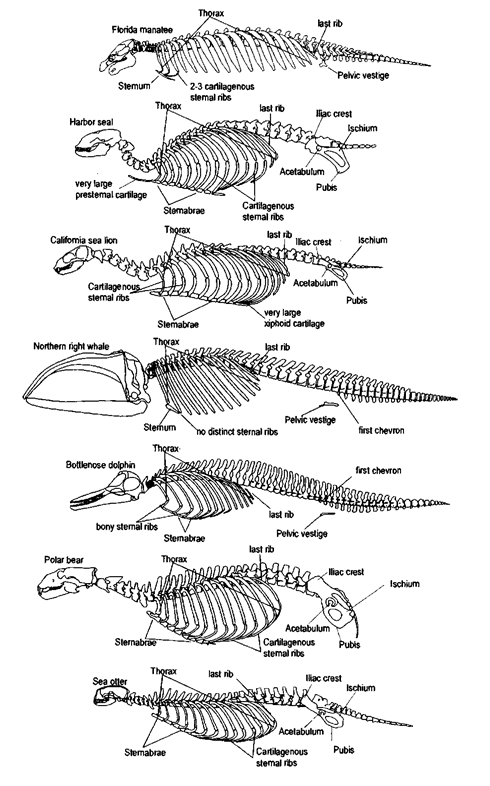 Thorax
Florida manatee
last rib
Sternum
2-3 cartilagenous
sternal ribs
Pelvic vestige
Thorax
last rib
Harbor seal
Iliac crest
Ischium
Acetabulum
Pubis
very large
presternal cartilage
Sternabrae
Cartilagenous
sternal ribs
Thorax
California sea lion
last rib
Iliac crest
Ischium
Acetabulum
Pubis
Cartilagenous
sternal ribs
Sternabrae
very large
xiphoid cartilage
Northern right whale
Thorax
last rib
Pelvic vestige
Sternum
no distinct sternal ribs
first chevron
Thorax
Bottlenose dolphin
first chevron
last rib
bony sternal ribs
Sternabrae
Pelvic vestige
Polar bear
Thorax
last rib
Iliac crest
Ischium
Acetabulum
Pubis
Sternabrae
Cartilagenous
sternal ribs
Sea otter
Thorax
last rib
Iliac crest
Ischium
Acetabulum
Pubis
Sternabrae
Cartilagenous
sternal ribs